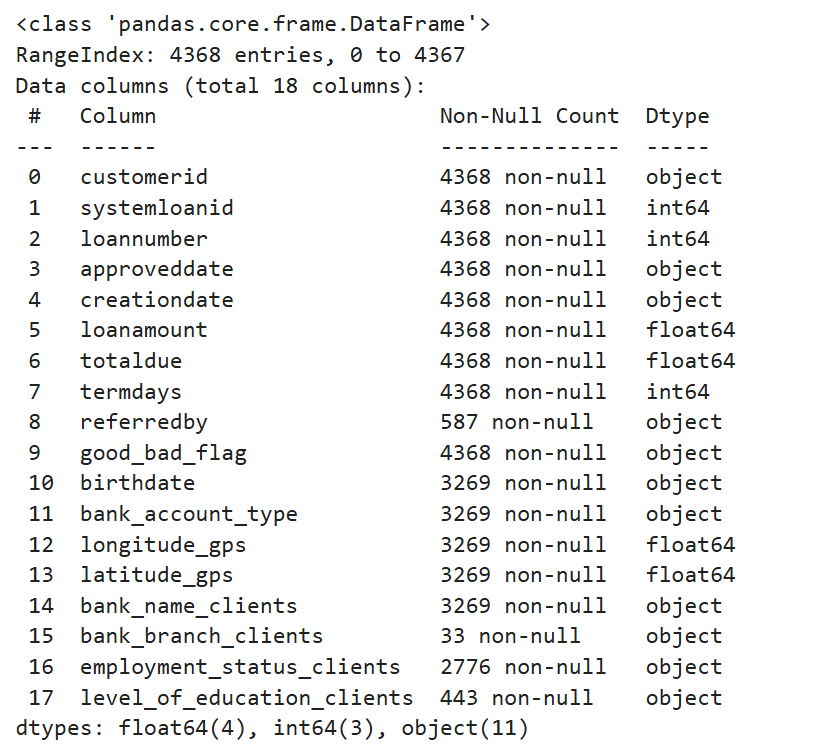 <class 'pandas.core.frame.DataFrame'>
RangeIndex: 4368 entries, 0 to 4367
Data columns (total 18 columns):
 #   Column                       Non-Null Count  Dtype
---  ------                       --------------  -----
 0   customerid                   4368 non-null   object
 1   systemloanid                 4368 non-null   int64
 2   loannumber                   4368 non-null   int64
 3   approveddate                 4368 non-null   object
 4   creationdate                 4368 non-null   object
 5   loanamount                   4368 non-null   float64
 6   totaldue                     4368 non-null   float64
 7   termdays                     4368 non-null   int64
 8   referredby                   587 non-null    object
 9   good_bad_flag                4368 non-null   object
 10  birthdate                    3269 non-null   object
 11  bank_account_type            3269 non-null   object
 12  longitude_gps                3269 non-null   float64
 13  latitude_gps                 3269 non-null   float64
 14  bank_name_clients            3269 non-null   object
 15  bank_branch_clients          33 non-null     object
 16  employment_status_clients    2776 non-null   object
 17  level_of_education_clients   443 non-null    object
dtypes: float64(4), int64(3), object(11)